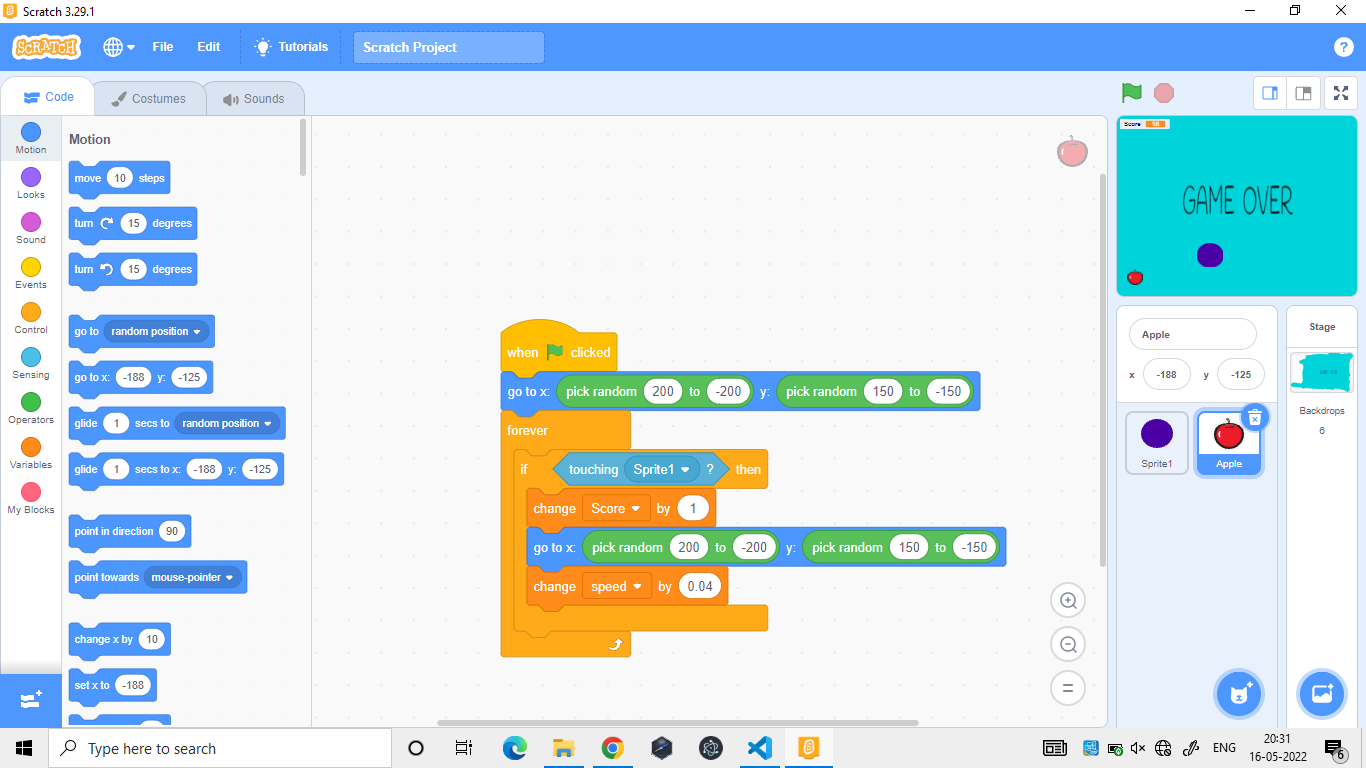 Scratch 3.29.1
SCRATCH
File
Edit
Tutorials
Scratch Project
?
Code
Costumes
Sounds
Motion
Looks
Sound
Events
Control
Sensing
Operators
Variables
My Blocks
Motion
move 10 steps
turn 15 degrees
turn 15 degrees
go to random position
go to x: -188 y: -125
glide 1 secs to random position
glide 1 secs to x: -188 y: -125
point in direction 90
point towards mouse-pointer
change x by 10
set x to -188
when clicked
go to x: pick random 200 to -200 y: pick random 150 to -150
forever
if touching Sprite1 ? then
change Score by 1
go to x: pick random 200 to -200 y: pick random 150 to -150
change speed by 0.04
Score
GAME OVER
Apple
x -188 y -125
Sprite1
Apple
Stage
Backdrops
6
Type here to search
ENG
20:31
16-05-2022
6